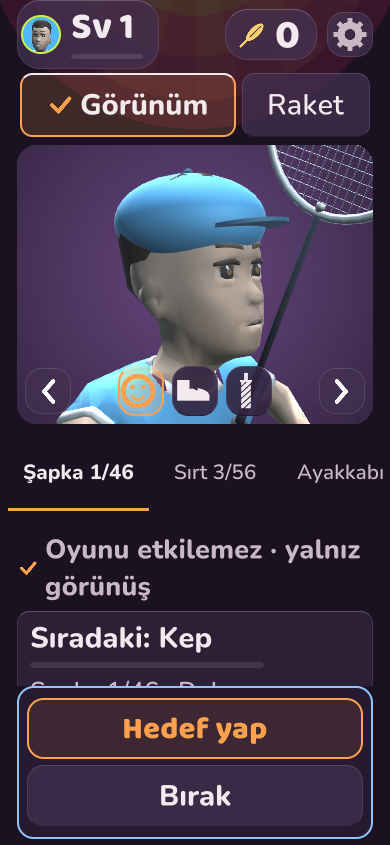 Sv 1
0
Görünüm
Raket
Şapka 1/46
Sırt 3/56
Ayakkabı
Oyunu etkilemez · yalnız
görünüş
Sıradaki: Kep
Hedef yap
Bırak